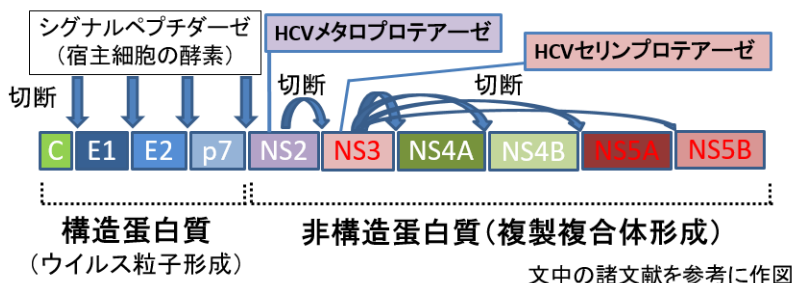 シグナルペプチダーゼ
（宿主細胞の酵素）
HCVメタロプロテアーゼ
HCVセリンプロテアーゼ
切断
切断
C E1 E2 p7 NS2 NS3 NS4A NS4B NS5A NS5B
構造蛋白質
（ウイルス粒子形成）
非構造蛋白質（複製複合体形成）
文中の諸文献を参考に作図